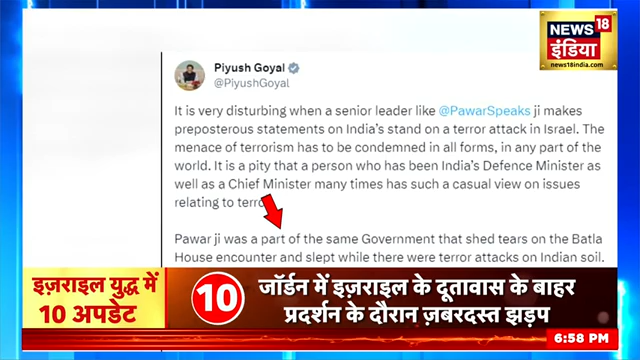 NEWS 18
इंडिया
news18india.com
Piyush Goyal
@PiyushGoyal
It is very disturbing when a senior leader like @PawarSpeaks ji makes
preposterous statements on India's stand on a terror attack in Israel. The
menace of terrorism has to be condemned in all forms, in any part of the
world. It is a pity that a person who has been India's Defence Minister as
well as a Chief Minister many times has such a casual view on issues
relating to
Pawar ji was a part of the same Government that shed tears on the Batla
House encounter and slept while there were terror attacks on Indian soil.
इज़राइल युद्ध में
10 अपडेट
10
जॉर्डन में इज़राइल के दूतावास के बाहर
प्रदर्शन के दौरान ज़बरदस्त झड़प
6:58 PM